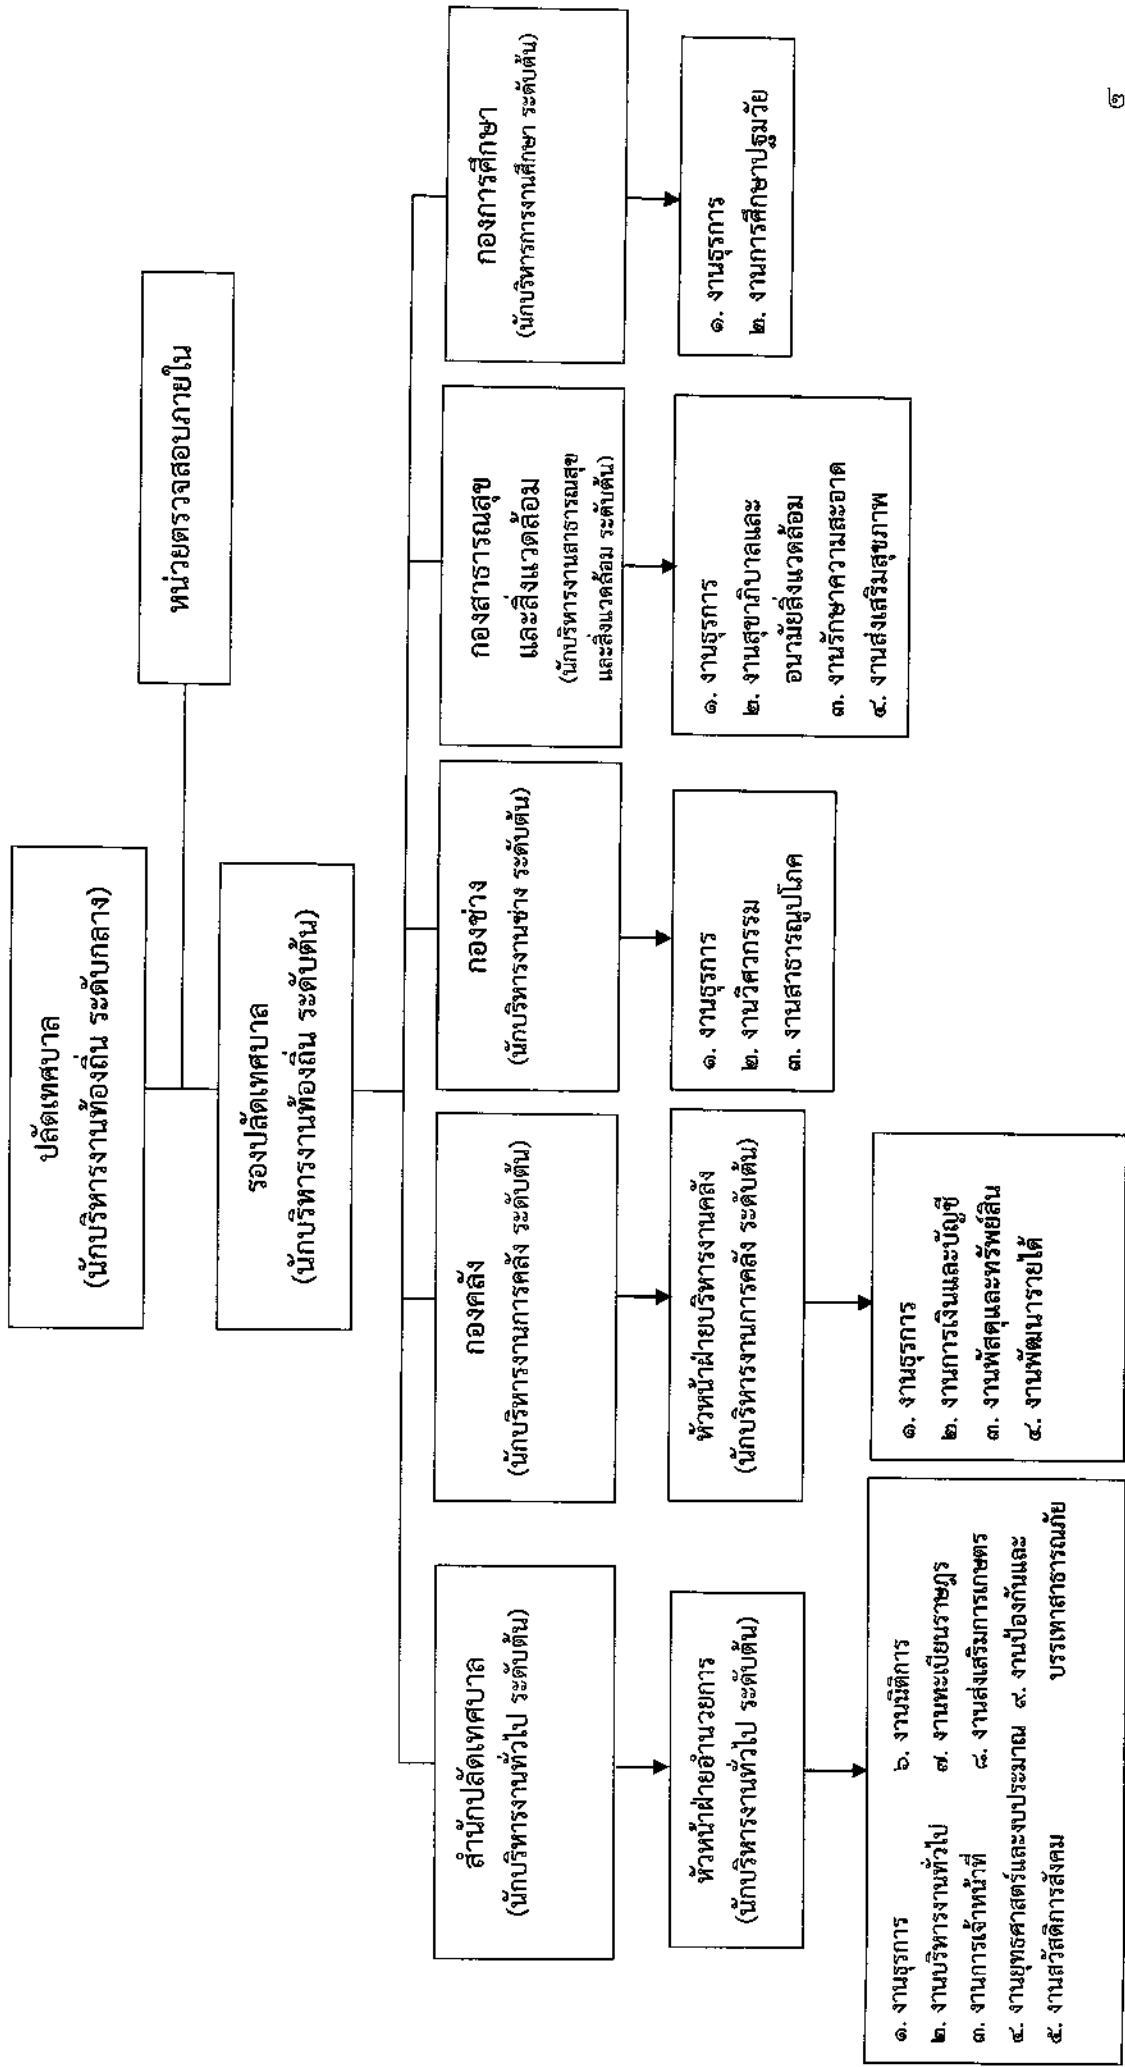 ปลัดเทศบาล
(นักบริหารงานท้องถิ่น ระดับกลาง)
หน่วยตรวจสอบภายใน
รองปลัดเทศบาล
(นักบริหารงานท้องถิ่น ระดับต้น)
สำนักปลัดเทศบาล
(นักบริหารงานทั่วไป ระดับต้น)
กองคลัง
(นักบริหารงานการคลัง ระดับต้น)
กองช่าง
(นักบริหารงานช่าง ระดับต้น)
กองสาธารณสุข
และสิ่งแวดล้อม
(นักบริหารงานสาธารณสุข
และสิ่งแวดล้อม ระดับต้น)
กองการศึกษา
(นักบริหารการงานศึกษา ระดับต้น)
หัวหน้าฝ่ายอำนวยการ
(นักบริหารงานทั่วไป ระดับต้น)
หัวหน้าฝ่ายบริหารงานคลัง
(นักบริหารงานการคลัง ระดับต้น)
๑. งานธุรการ
๒. งานวิศวกรรม
๓. งานสาธารณูปโภค
๑. งานธุรการ
๒. งานสุขาภิบาลและ
อนามัยสิ่งแวดล้อม
๓. งานรักษาความสะอาด
๔. งานส่งเสริมสุขภาพ
๑. งานธุรการ
๒. งานการศึกษาปฐมวัย
๑. งานธุรการ ๖. งานนิติการ
๒. งานบริหารงานทั่วไป ๗. งานทะเบียนราษฎร
๓. งานการเจ้าหน้าที่ ๘. งานส่งเสริมการเกษตร
๔. งานยุทธศาสตร์และงบประมาณ ๙. งานป้องกันและ
๕. งานสวัสดิการสังคม บรรเทาสาธารณภัย
๑. งานธุรการ
๒. งานการเงินและบัญชี
๓. งานพัสดุและทรัพย์สิน
๔. งานพัฒนารายได้
๒